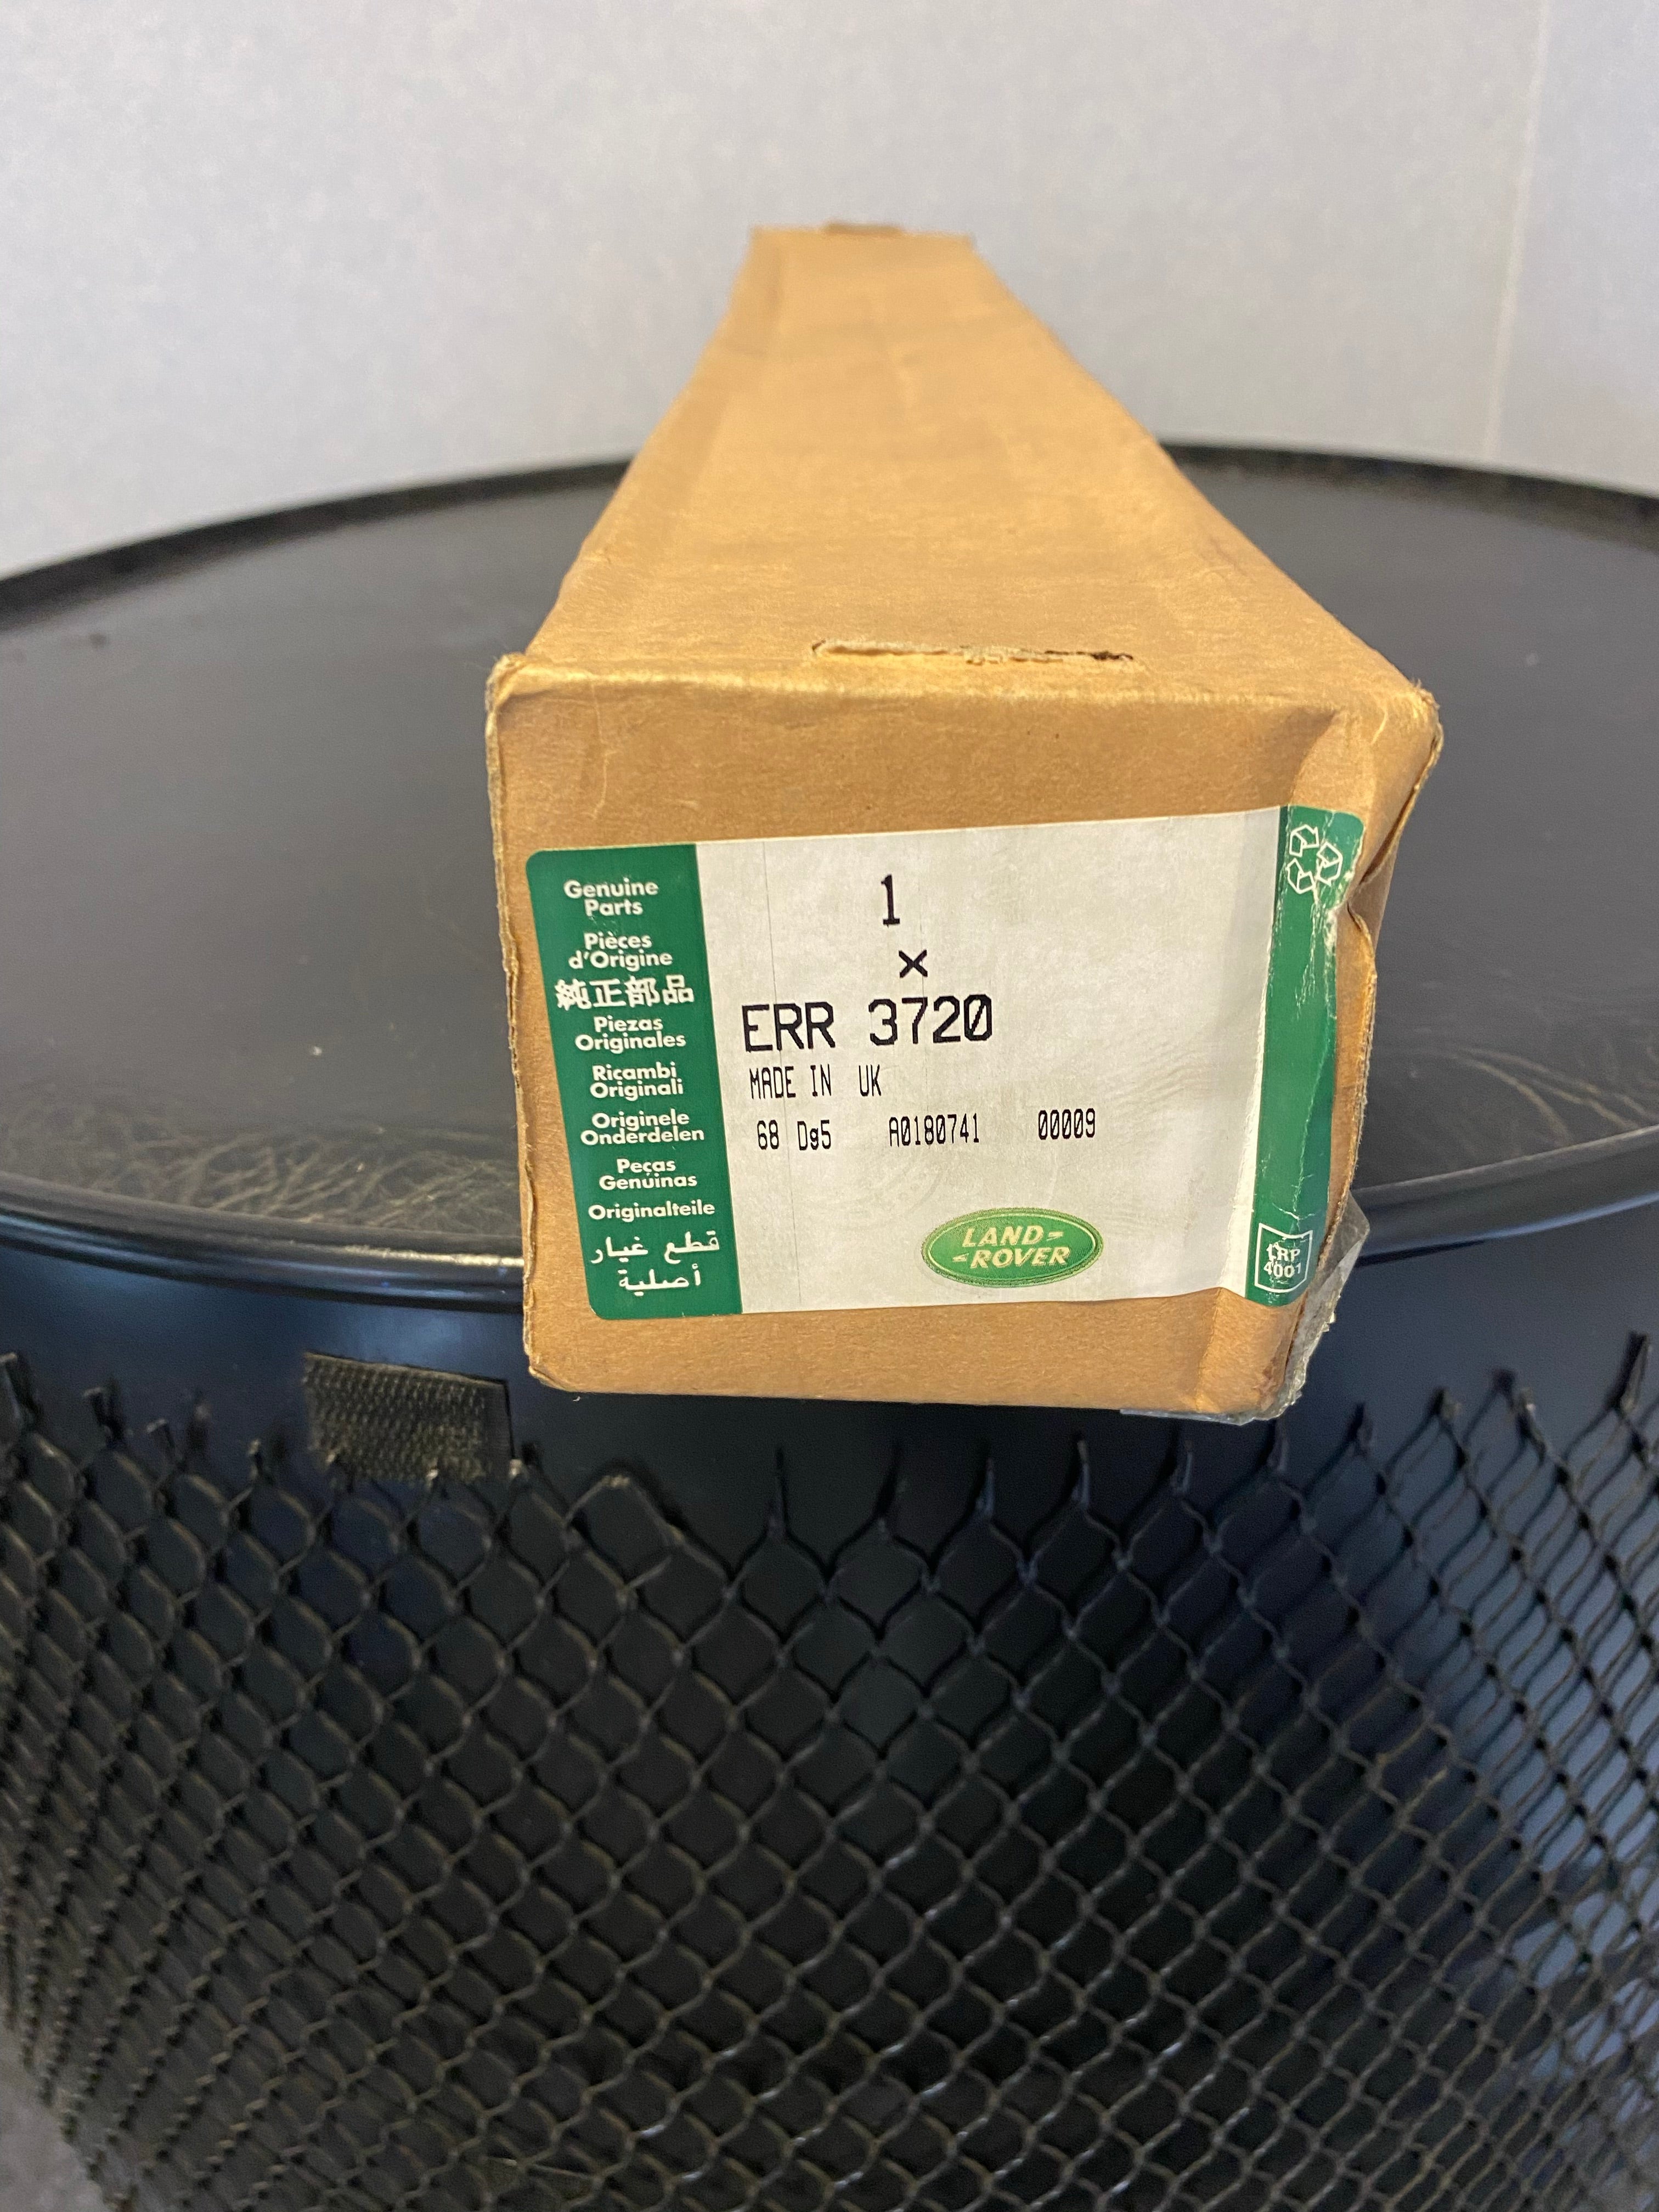 Genuine
Parts
Pièces
d'Origine
純正部品
Piezas
Originales
Ricambi
Originali
Originele
Onderdelen
Peças
Genuinas
Originalteile
قطع غيار
أصلية
1
×
ERR 3720
MADE IN UK
68 Dg5 A0180741 00009
LAND-
-ROVER
LRP
4001